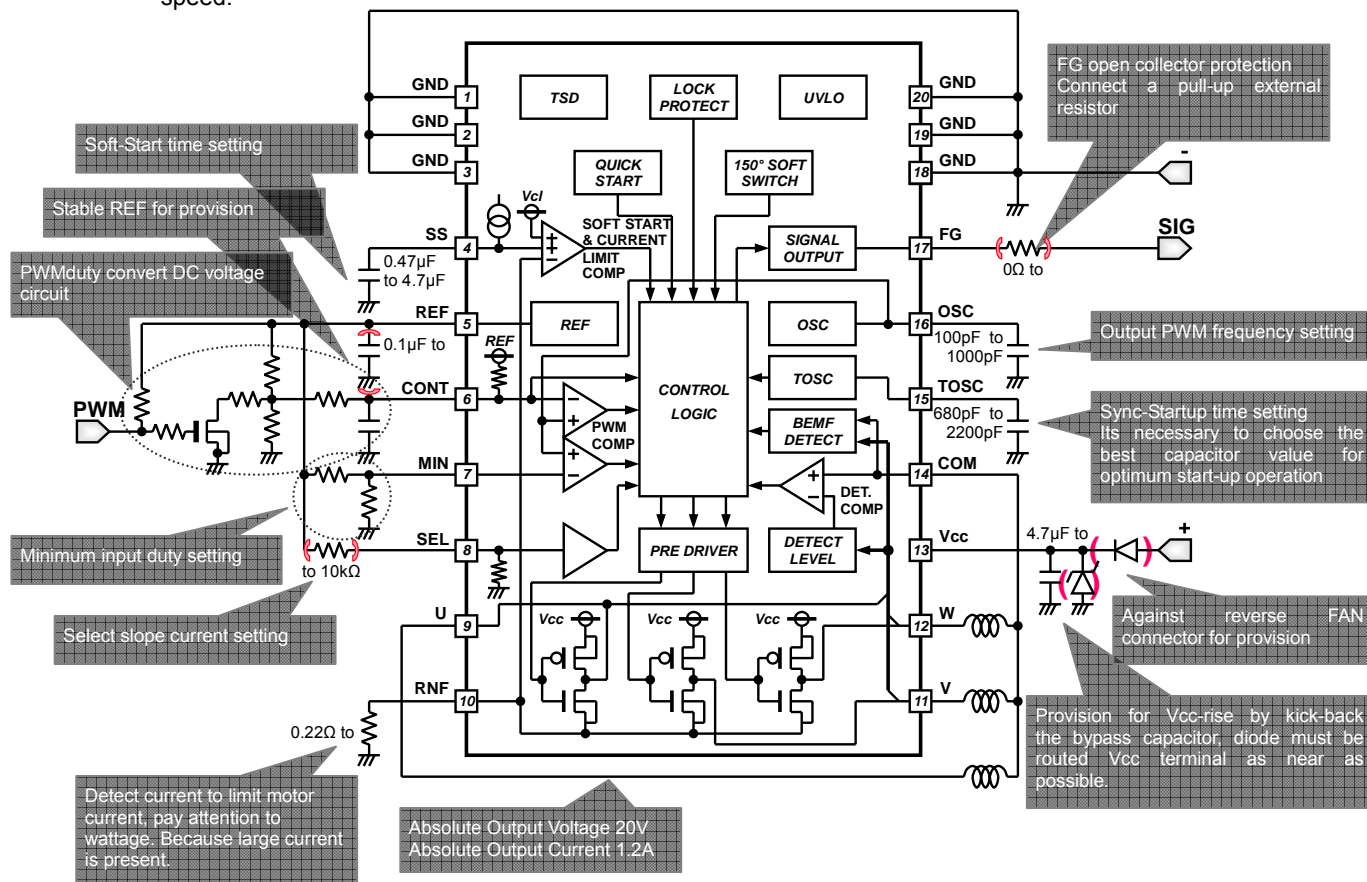 speed.
GND
1
TSD
LOCK
PROTECT
UVLO
20
GND
GND
2
19
GND
GND
3
18
GND
-
FG open collector protection
Connect a pull-up external
resistor
Soft-Start time setting
QUICK
START
150° SOFT
SWITCH
Stable REF for provision
Vcl
SS
4
SOFT START
& CURRENT
LIMIT
COMP
SIGNAL
OUTPUT
17
FG
SIG
0Ω to
0.47µF
to 4.7µF
PWMduty convert DC voltage
circuit
REF
5
REF
REF
OSC
16
OSC
100pF to
1000pF
Output PWM frequency setting
0.1µF to
CONT
6
CONTROL
LOGIC
TOSC
15
TOSC
680pF to
2200pF
Sync-Startup time setting
Its necessary to choose the
best capacitor value for
optimum start-up operation
PWM
PWM
COMP
BEMF
DETECT
MIN
7
14
COM
DET.
COMP
Minimum input duty setting
SEL
8
to 10kΩ
PRE DRIVER
DETECT
LEVEL
13
Vcc
4.7µF to
+
Select slope current setting
U
9
Vcc
Vcc
Vcc
12
W
Against reverse FAN
connector for provision
RNF
10
11
V
0.22Ω to
Provision for Vcc-rise by kick-back
the bypass capacitor, diode must be
routed Vcc terminal as near as
possible.
Detect current to limit motor
current, pay attention to
wattage. Because large current
is present.
Absolute Output Voltage 20V
Absolute Output Current 1.2A